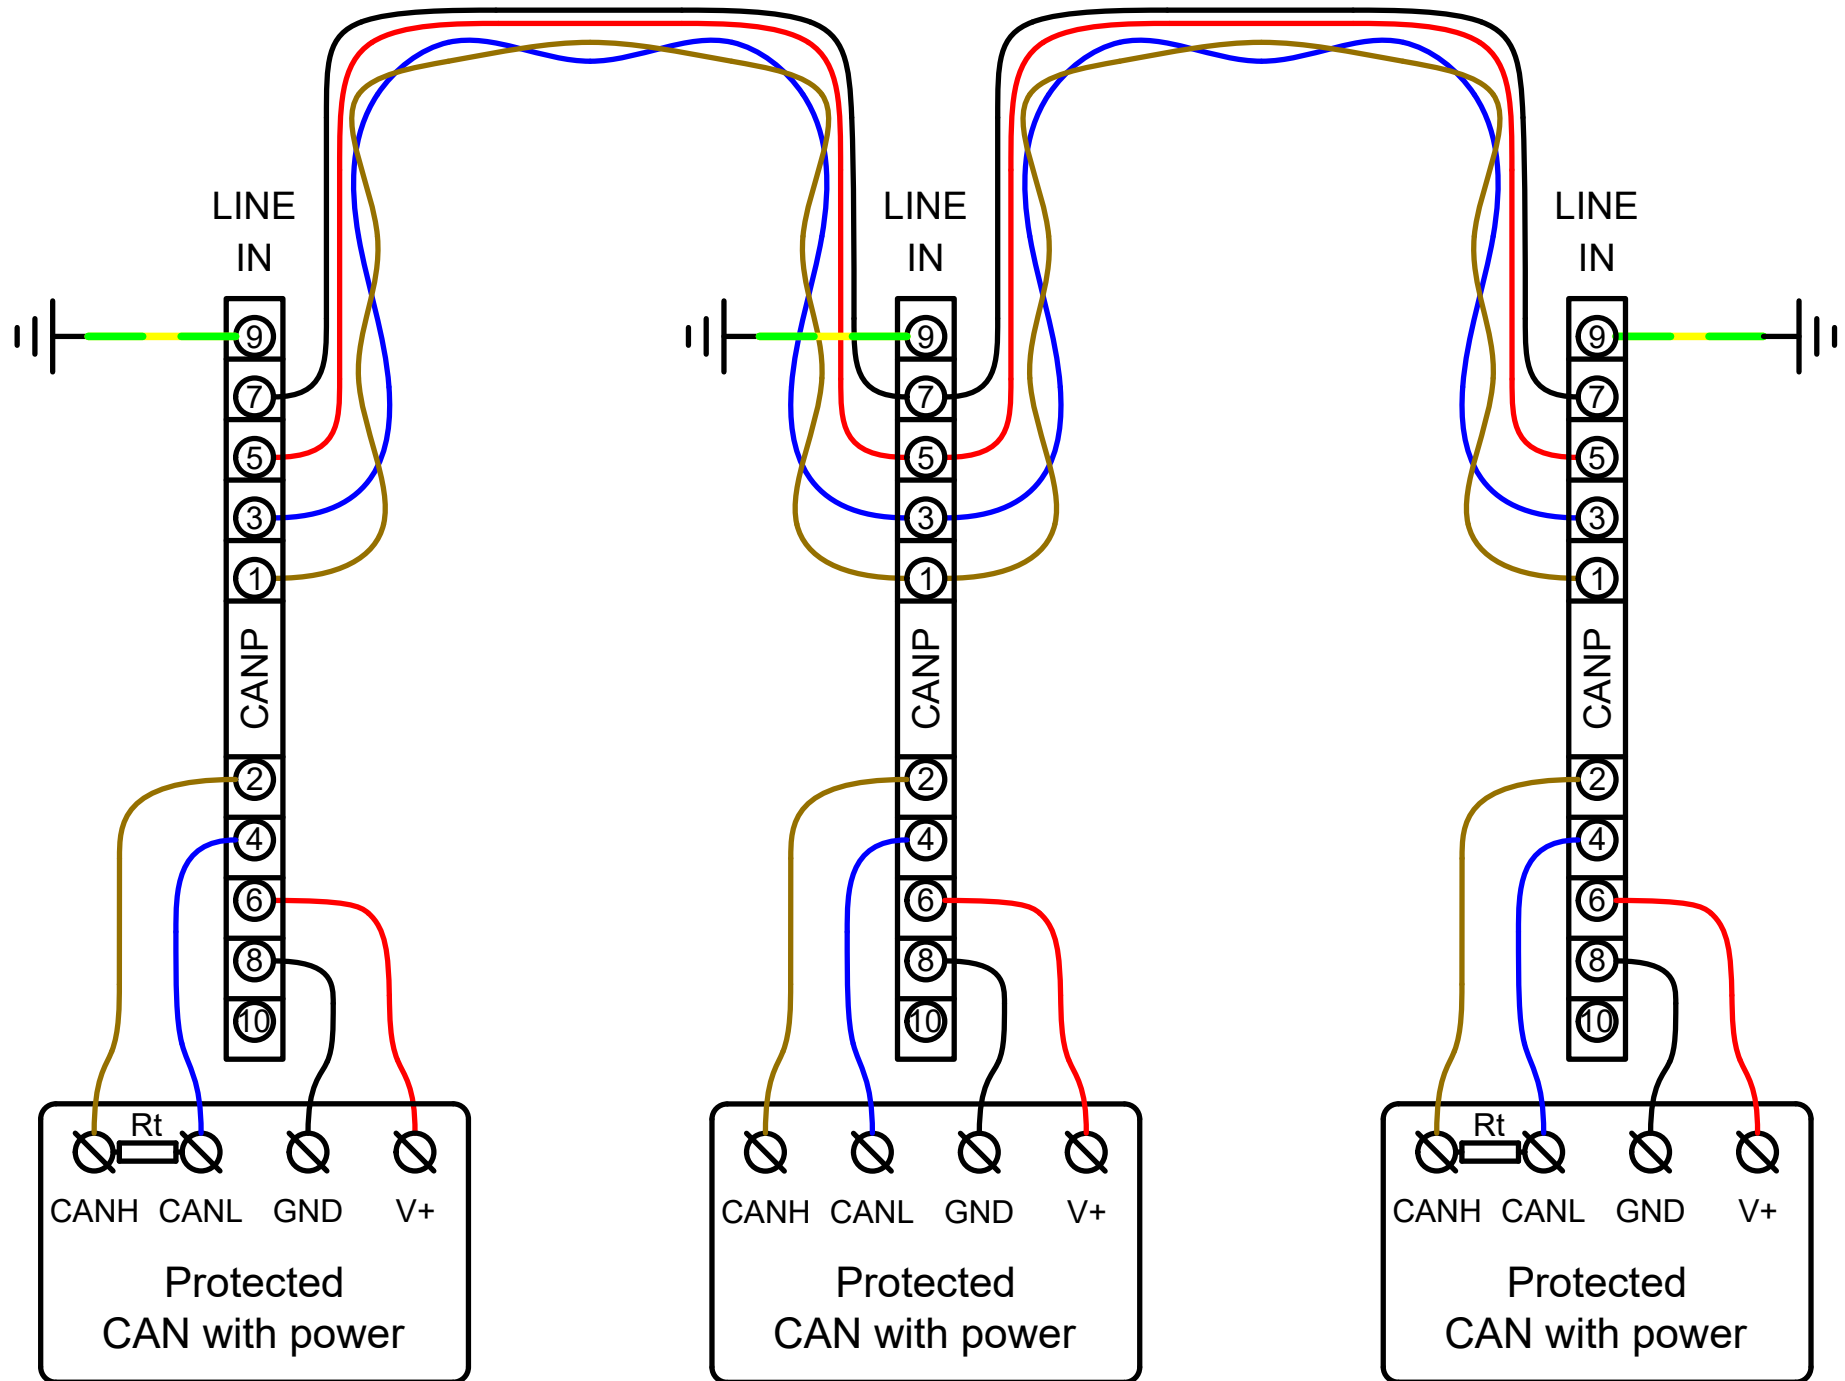 LINE LINE LINE
IN IN IN
9 9 9
7 7 7
5 5 5
3 3 3
1 1 1
CANP CANP CANP
2 2 2
4 4 4
6 6 6
8 8 8
10 10 10
Rt Rt
CANH CANL GND V+ CANH CANL GND V+ CANH CANL GND V+
Protected Protected Protected
CAN with power CAN with power CAN with power